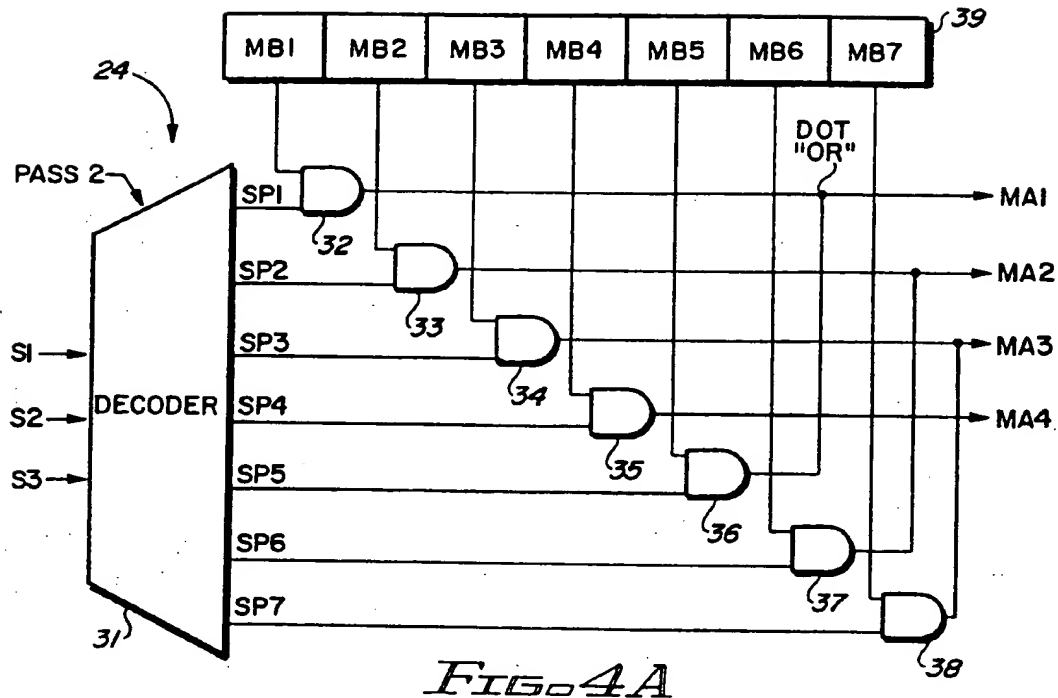 39
MB1 MB2 MB3 MB4 MB5 MB6 MB7
24
DOT
"OR"
PASS 2
SP1
32
MA1
SP2
33
MA2
S1
SP3
34
MA3
S2
DECODER
SP4
35
MA4
S3
SP5
36
SP6
37
31
SP7
38
FIG. 4A